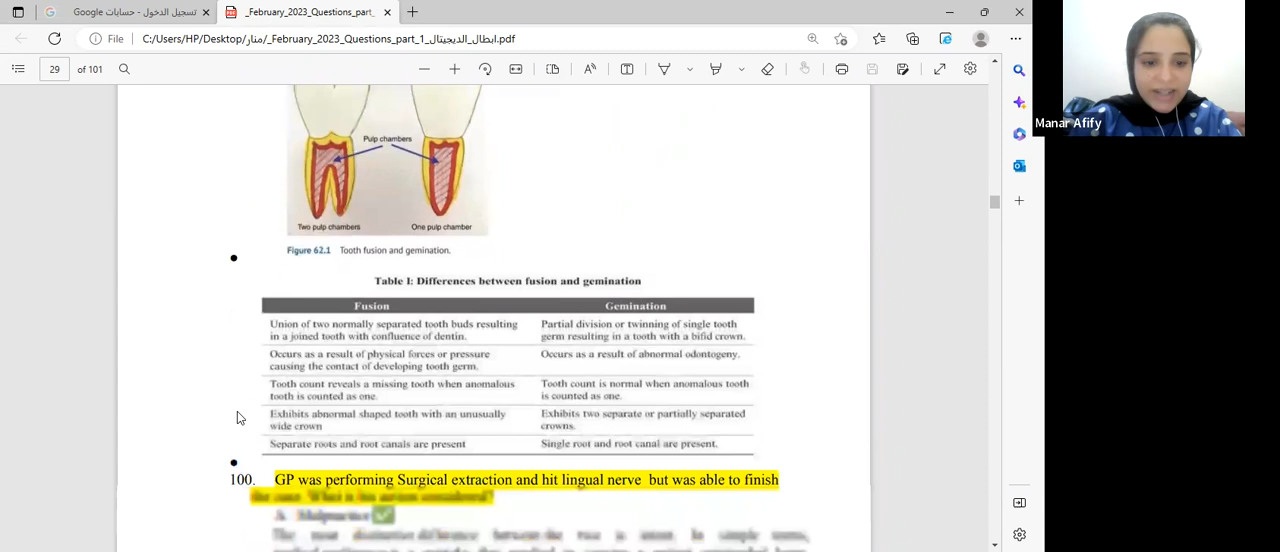 Google تسجيل الدخول - حسابات
_February_2023_Questions_part_
File
C:/Users/HP/Desktop/منار/_February_2023_Questions_part_1_ابطال_الديجيتال.pdf
29 of 101
Manar Afify
Pulp chambers
Two pulp chambers One pulp chamber
Figure 62.1 Tooth fusion and gemination.
Table I: Differences between fusion and gemination
Fusion Gemination
Union of two normally separated tooth buds resulting in a joined tooth with confluence of dentin.
Partial division or twinning of single tooth germ resulting in a tooth with a bifid crown.
Occurs as a result of physical forces or pressure causing the contact of developing tooth germ.
Occurs as a result of abnormal odontogeny.
Tooth count reveals a missing tooth when anomalous tooth is counted as one.
Tooth count is normal when anomalous tooth is counted as one.
Exhibits abnormal shaped tooth with an unusually wide crown
Exhibits two separate or partially separated crowns.
Separate roots and root canals are present
Single root and root canal are present.
100. GP was performing Surgical extraction and hit lingual nerve but was able to finish